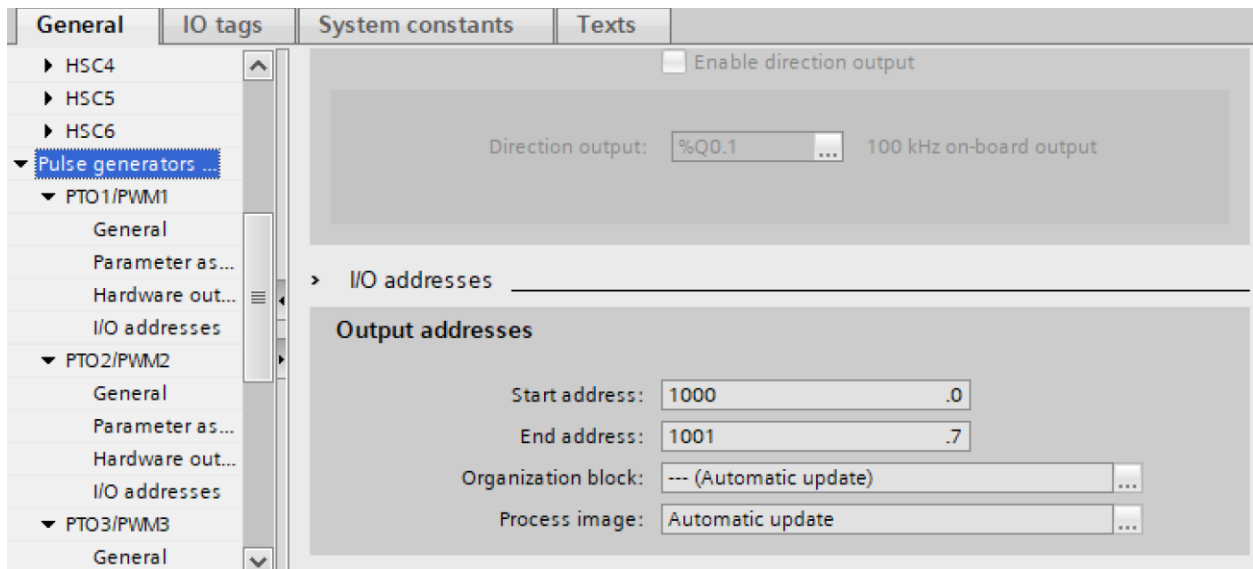 General
IO tags
System constants
Texts
HSC4
HSC5
HSC6
Pulse generators ...
PTO1/PWM1
General
Parameter as...
Hardware out...
I/O addresses
PTO2/PWM2
General
Parameter as...
Hardware out...
I/O addresses
PTO3/PWM3
General
Enable direction output
Direction output: %Q0.1 ... 100 kHz on-board output
I/O addresses
Output addresses
Start address: 1000 .0
End address: 1001 .7
Organization block: --- (Automatic update) ...
Process image: Automatic update ...